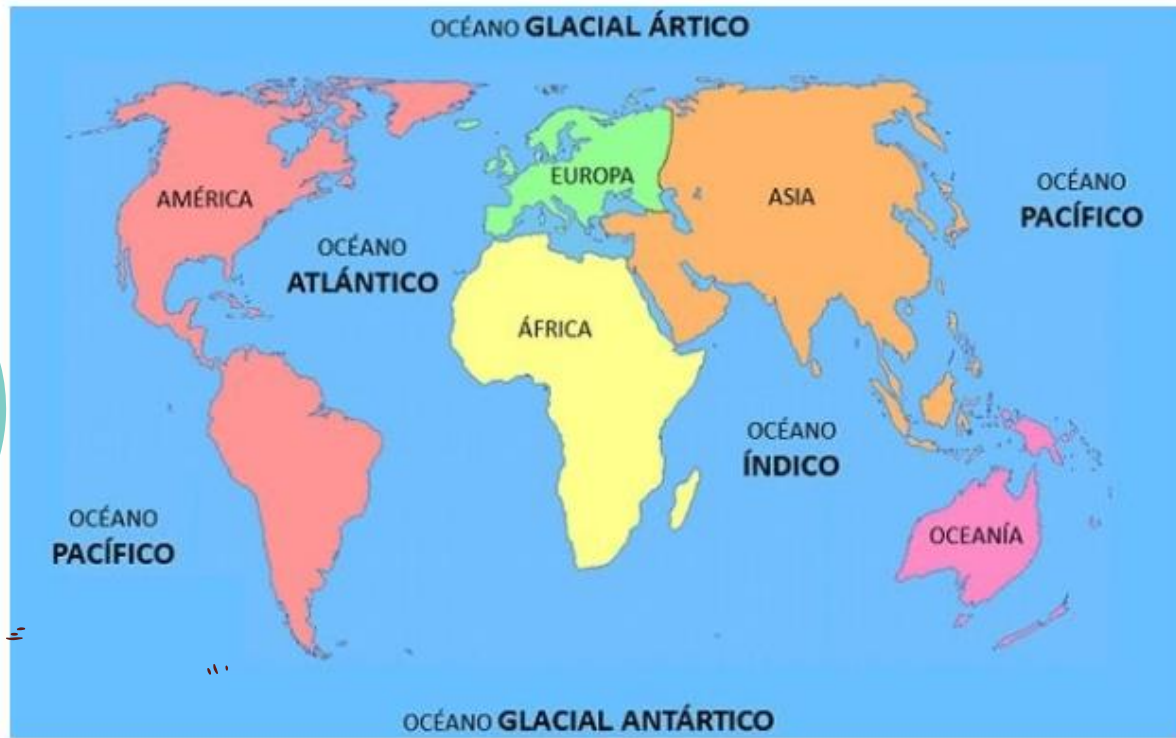 OCÉANO GLACIAL ÁRTICO
AMÉRICA
EUROPA
ASIA
OCÉANO
PACÍFICO
OCÉANO
ATLÁNTICO
ÁFRICA
OCÉANO
ÍNDICO
OCÉANO
PACÍFICO
OCEANÍA
OCÉANO GLACIAL ANTÁRTICO